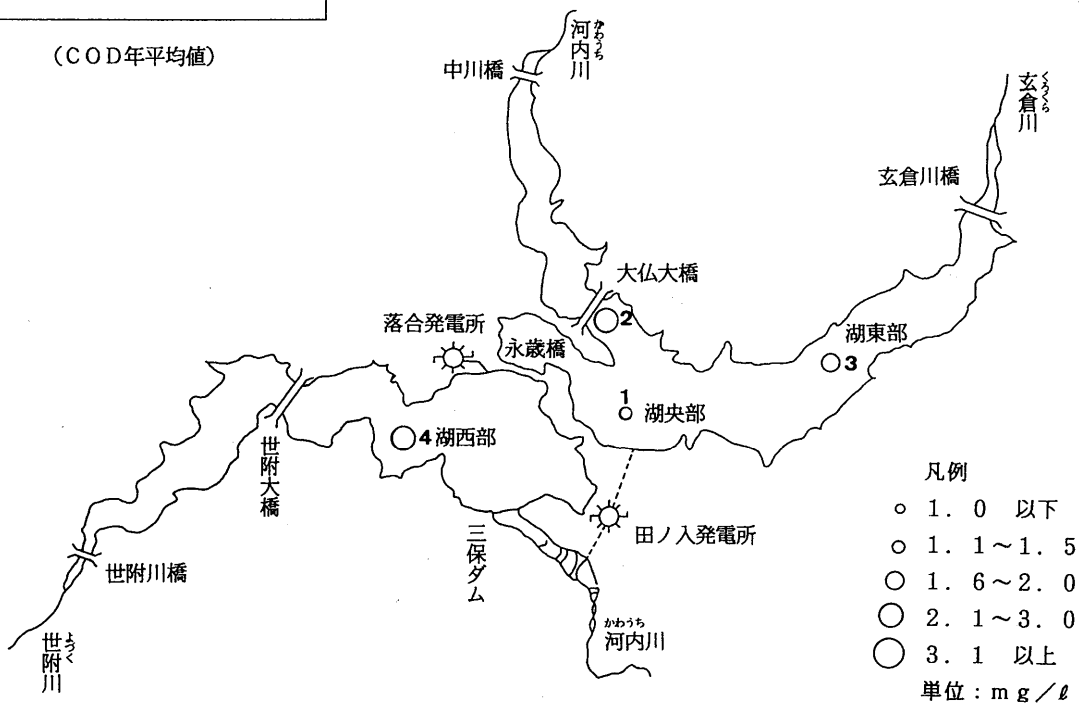 (COD年平均値)
河内川
かわうち
中川橋
玄倉川
くろくら
玄倉川橋
大仏大橋
2
落合発電所
永歳橋
湖東部
3
1
湖央部
4 湖西部
世附大橋
三保ダム
田ノ入発電所
世附川橋
世附川
よづく
かわうち
河内川
凡例
1.0 以下
1.1~1.5
1.6~2.0
2.1~3.0
3.1 以上
単位:mg/ℓ